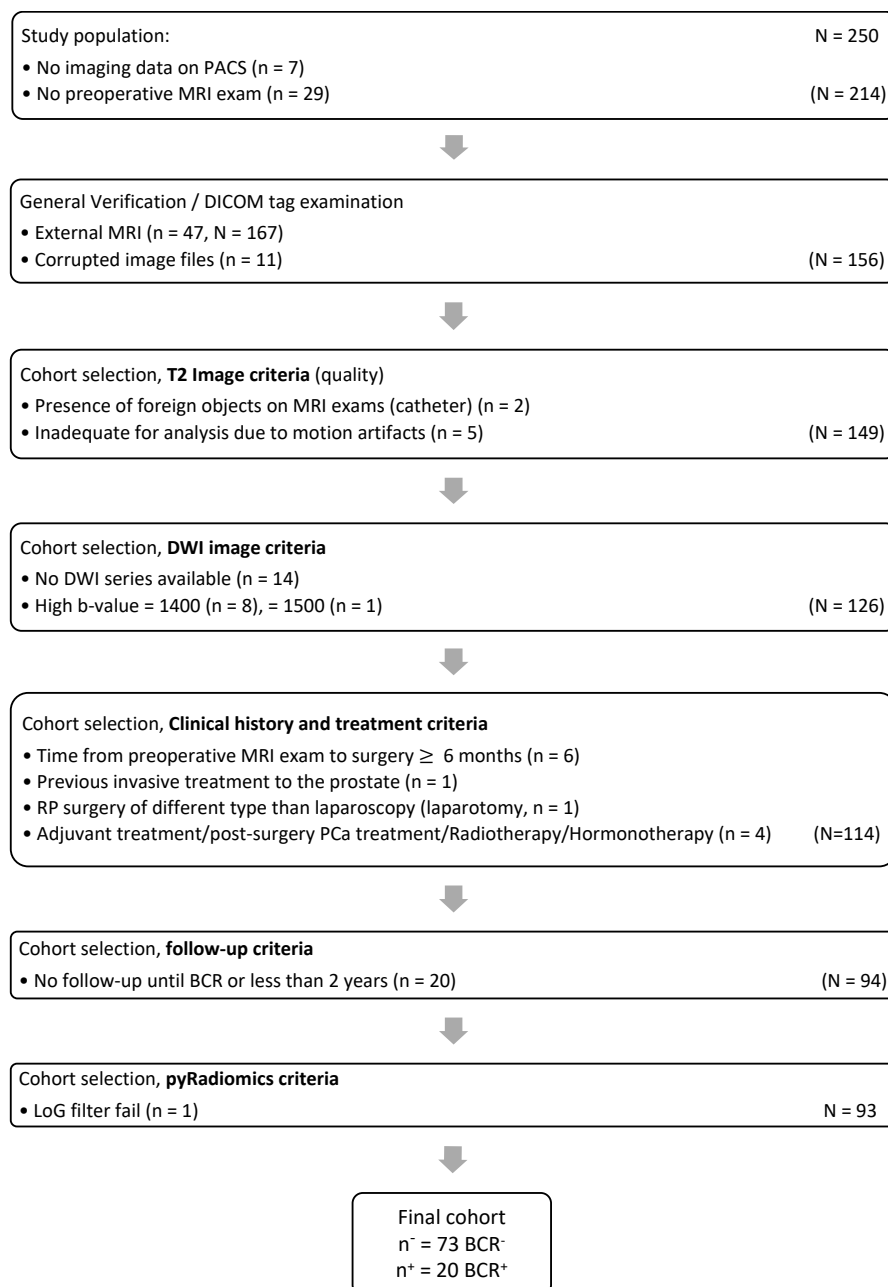 Study population: N = 250
• No imaging data on PACS (n = 7)
• No preoperative MRI exam (n = 29) (N = 214)
General Verification / DICOM tag examination
• External MRI (n = 47, N = 167)
• Corrupted image files (n = 11) (N = 156)
Cohort selection, T2 Image criteria (quality)
• Presence of foreign objects on MRI exams (catheter) (n = 2)
• Inadequate for analysis due to motion artifacts (n = 5) (N = 149)
Cohort selection, DWI image criteria
• No DWI series available (n = 14)
• High b-value = 1400 (n = 8), = 1500 (n = 1) (N = 126)
Cohort selection, Clinical history and treatment criteria
• Time from preoperative MRI exam to surgery ≥ 6 months (n = 6)
• Previous invasive treatment to the prostate (n = 1)
• RP surgery of different type than laparoscopy (laparotomy, n = 1)
• Adjuvant treatment/post-surgery PCa treatment/Radiotherapy/Hormonotherapy (n = 4) (N=114)
Cohort selection, follow-up criteria
• No follow-up until BCR or less than 2 years (n = 20) (N = 94)
Cohort selection, pyRadiomics criteria
• LoG filter fail (n = 1) N = 93
Final cohort
n⁻ = 73 BCR⁻
n⁺ = 20 BCR⁺